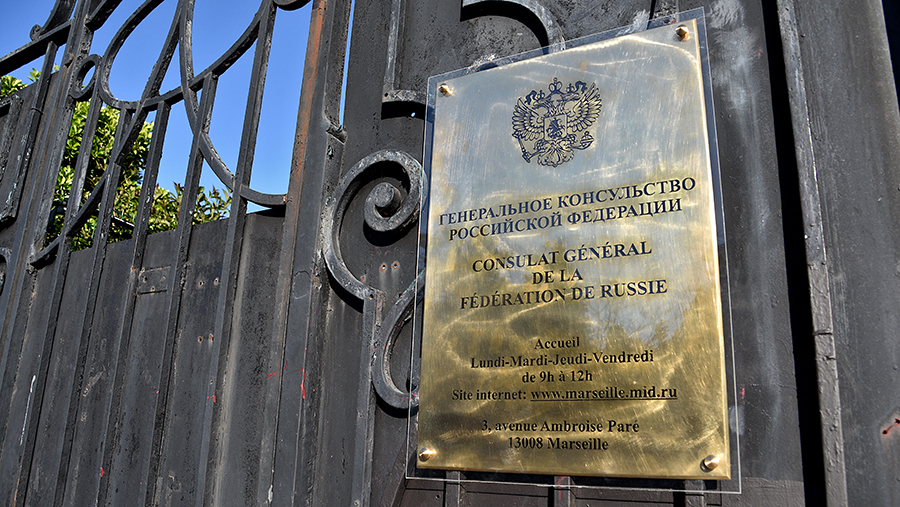 ГЕНЕРАЛЬНОЕ КОНСУЛЬСТВО
РОССИЙСКОЙ ФЕДЕРАЦИИ
CONSULAT GÉNÉRAL
DE LA
FÉDÉRATION DE RUSSIE
Accueil
Lundi-Mardi-Jeudi-Vendredi
de 9h à 12h
Site internet: www.marseille.mid.ru
3, avenue Ambroise Paré
13008 Marseille